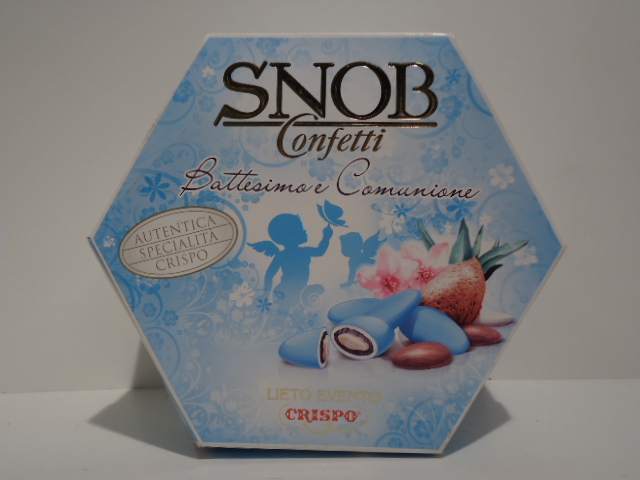 SNOB
Confetti
Battesimo e Comunione
AUTENTICA
SPECIALITÀ
CRISPO
LIETO EVENTO
CRISPO